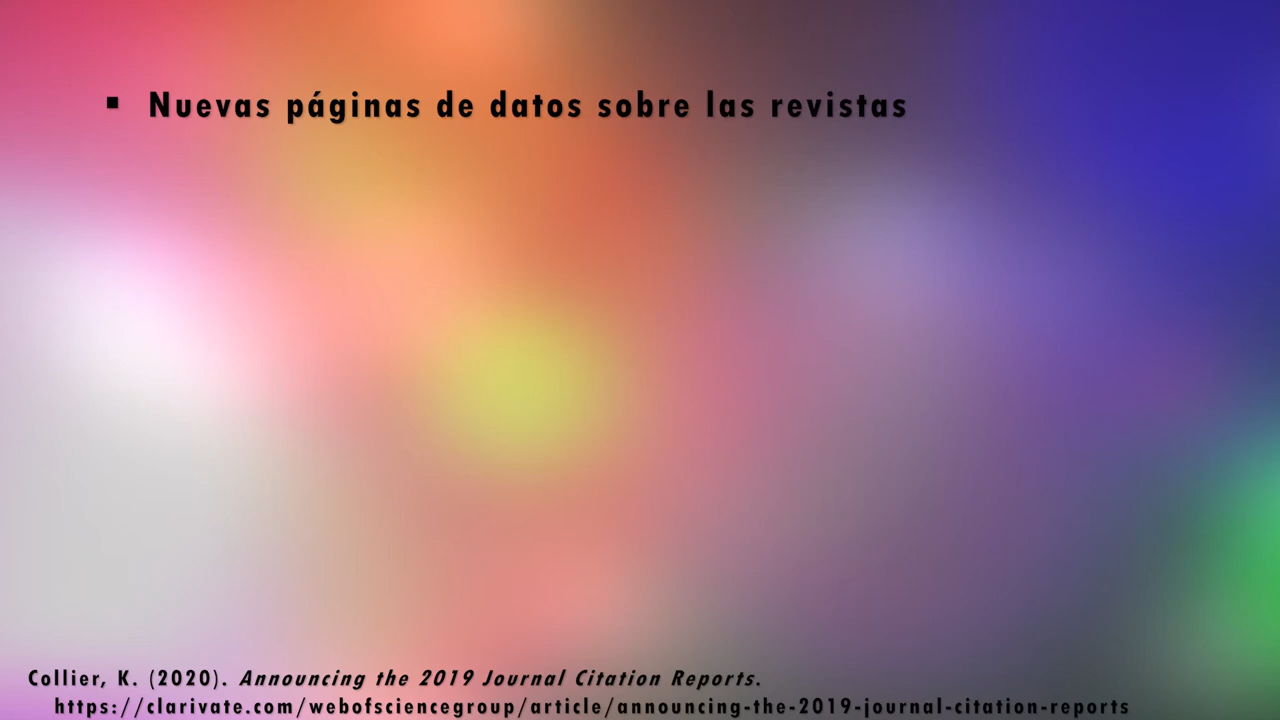 ▪ Nuevas páginas de datos sobre las revistas
Collier, K. (2020). Announcing the 2019 Journal Citation Reports.
https://clarivate.com/webofsciencegroup/article/announcing-the-2019-journal-citation-reports